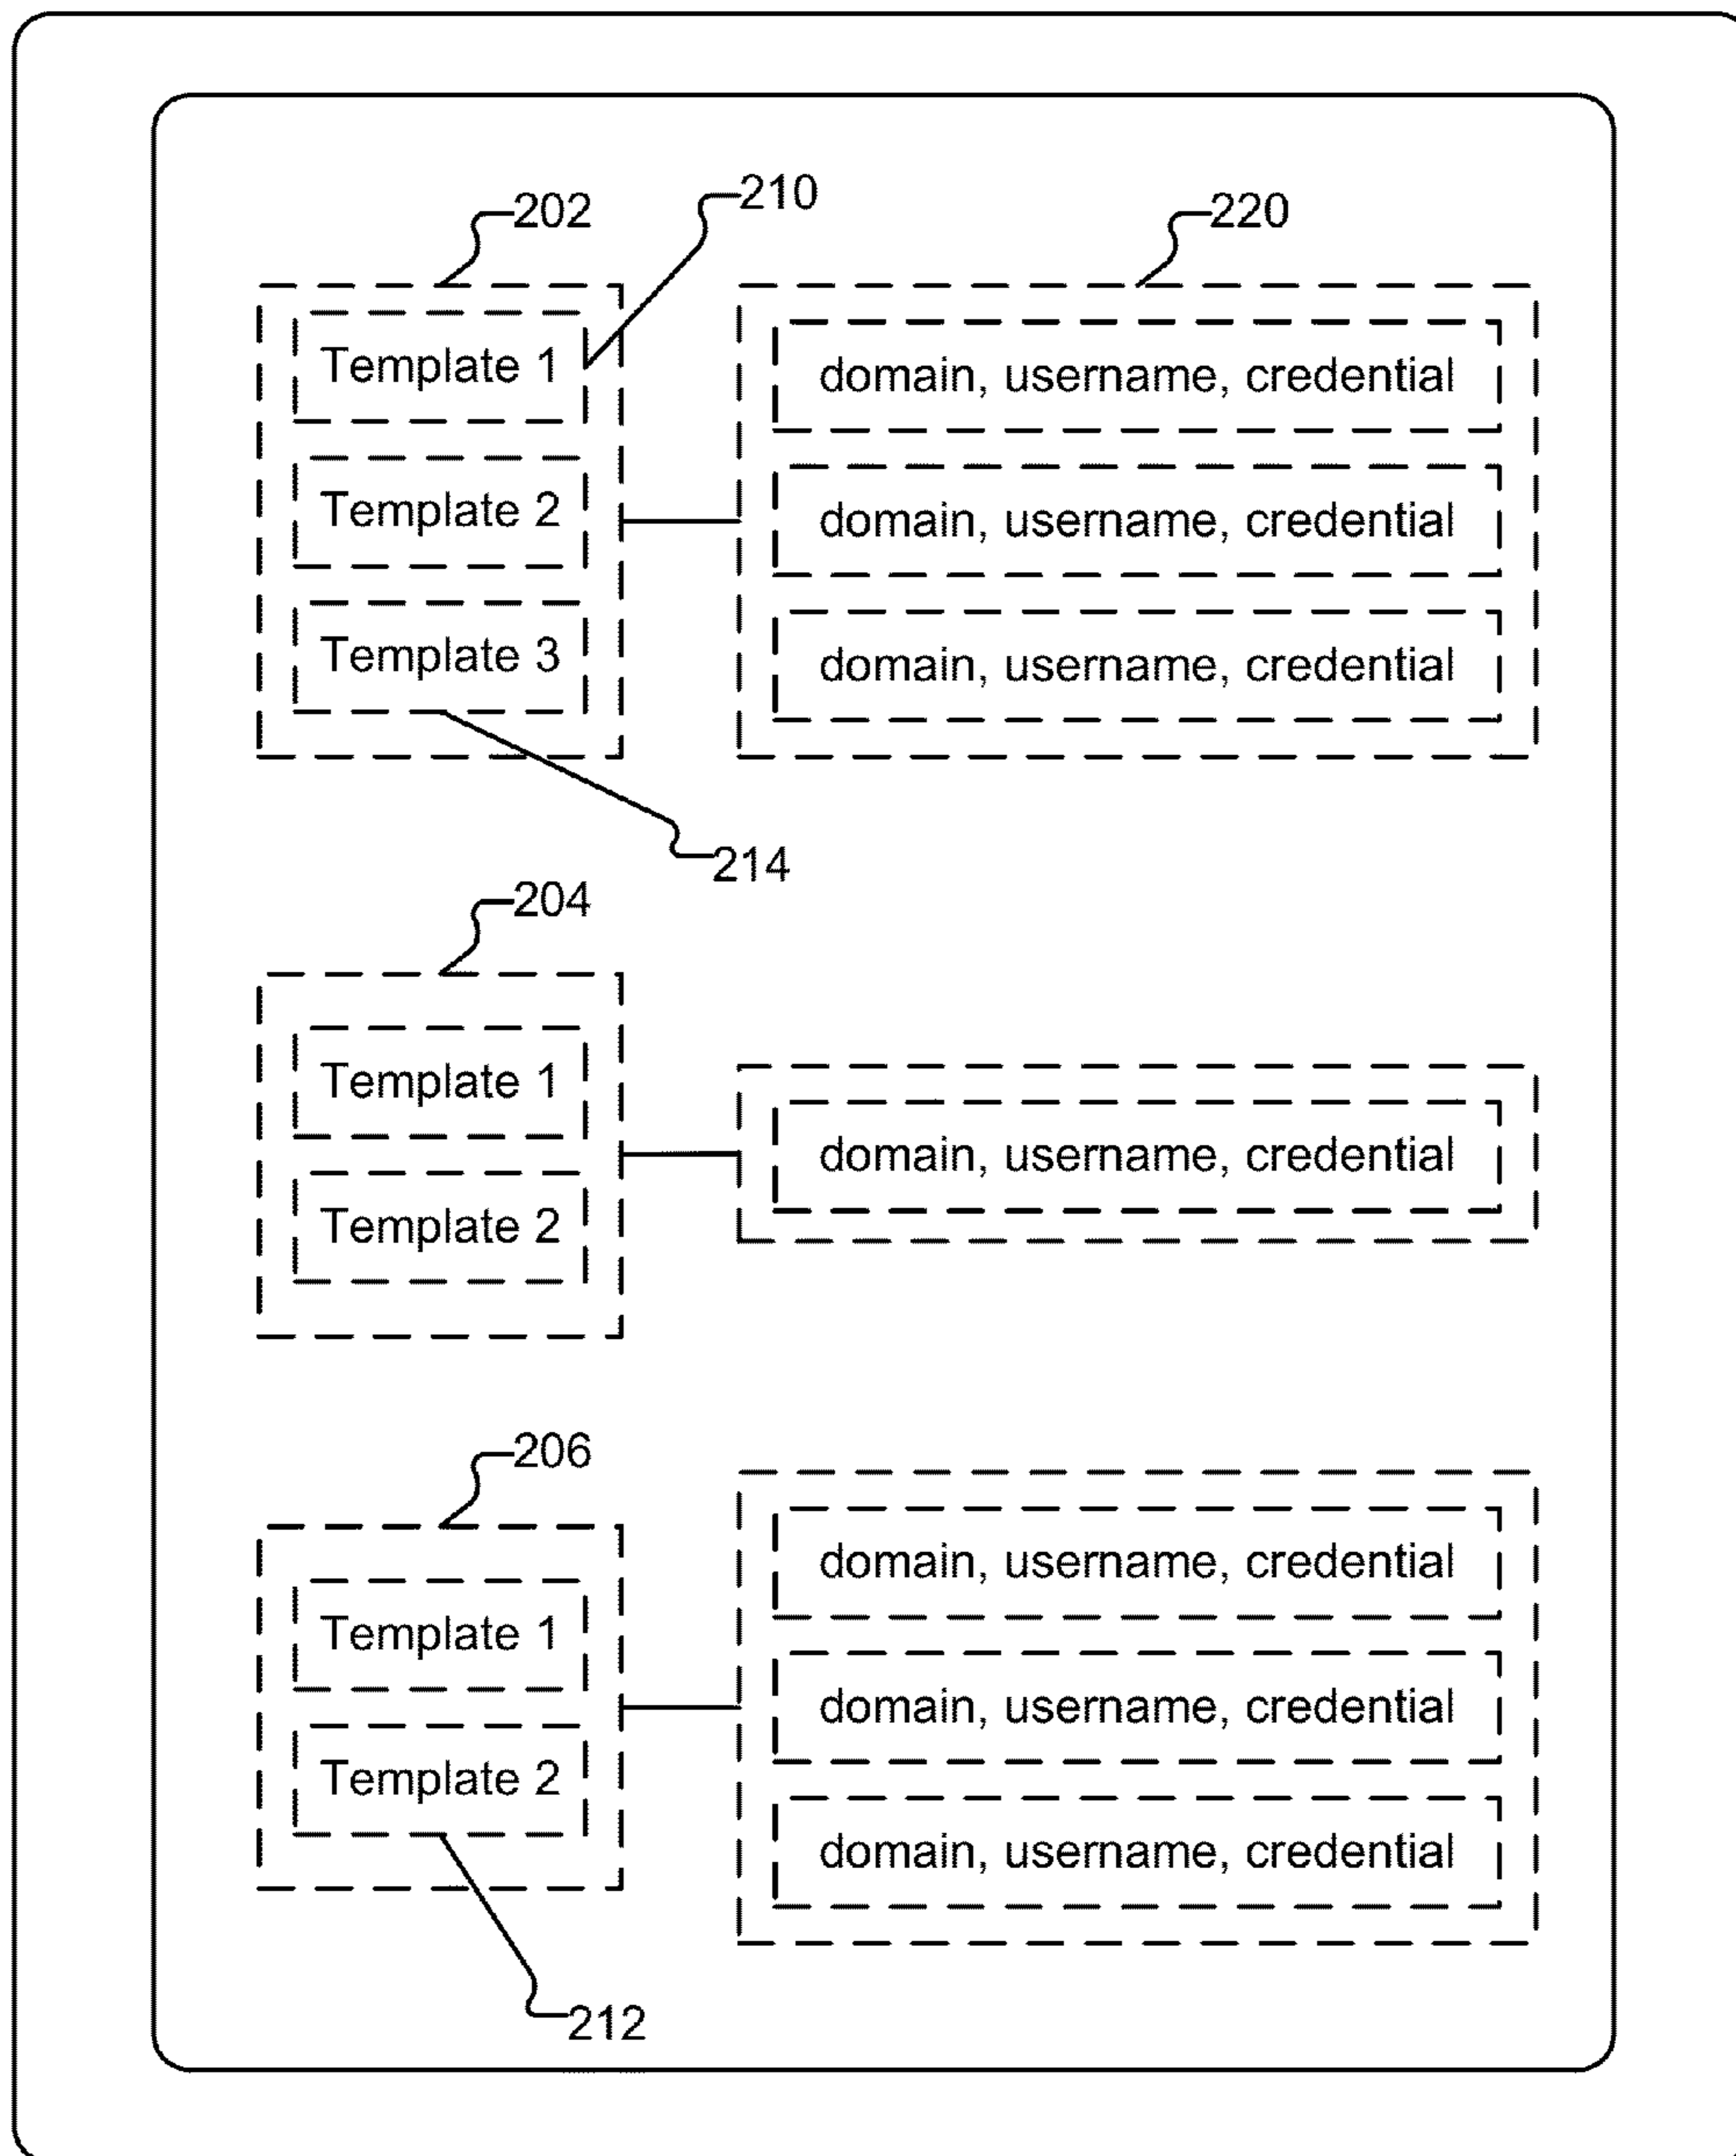 202
210
220
Template 1
domain, username, credential
Template 2
domain, username, credential
Template 3
domain, username, credential
214
204
Template 1
domain, username, credential
Template 2
206
domain, username, credential
Template 1
domain, username, credential
Template 2
domain, username, credential
212